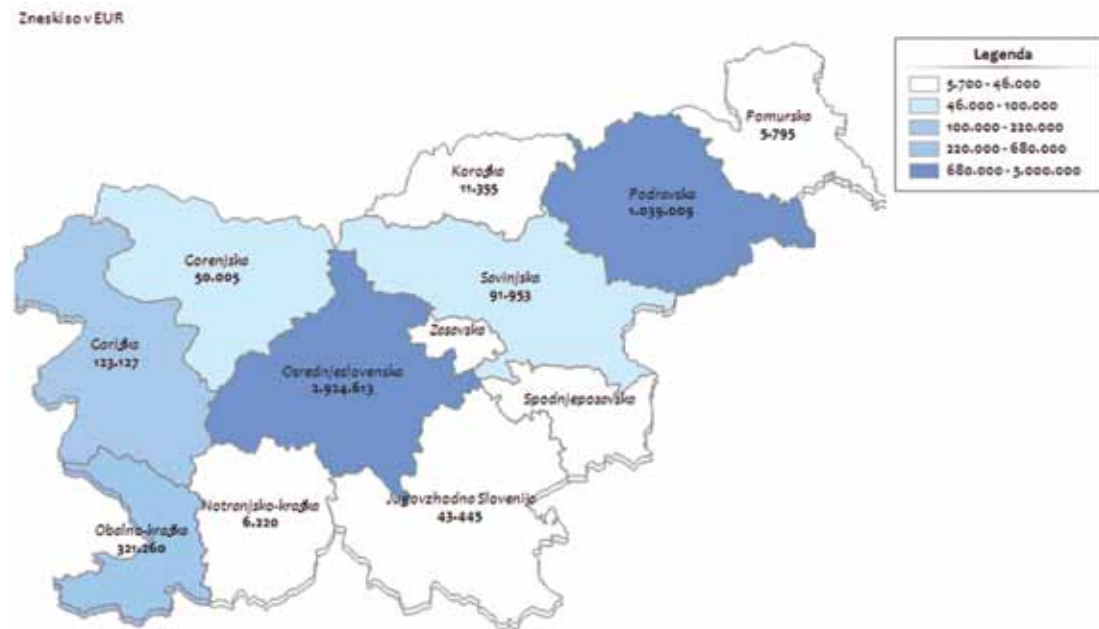 Zneski so v EUR
Legenda
5.700 - 46.000
46.000 - 100.000
100.000 - 220.000
220.000 - 680.000
680.000 - 3.000.000
Pomurska
5.795
Koroška
11.355
Podravska
1.039.009
Gorenjska
50.005
Savinjska
91.953
Zasavska
Goriška
123.127
Osrednjeslovenska
2.924.613
Spodnjeposavska
Notranjsko-kraška
6.220
Jugovzhodna Slovenija
43.445
Obalno-kraška
321.260